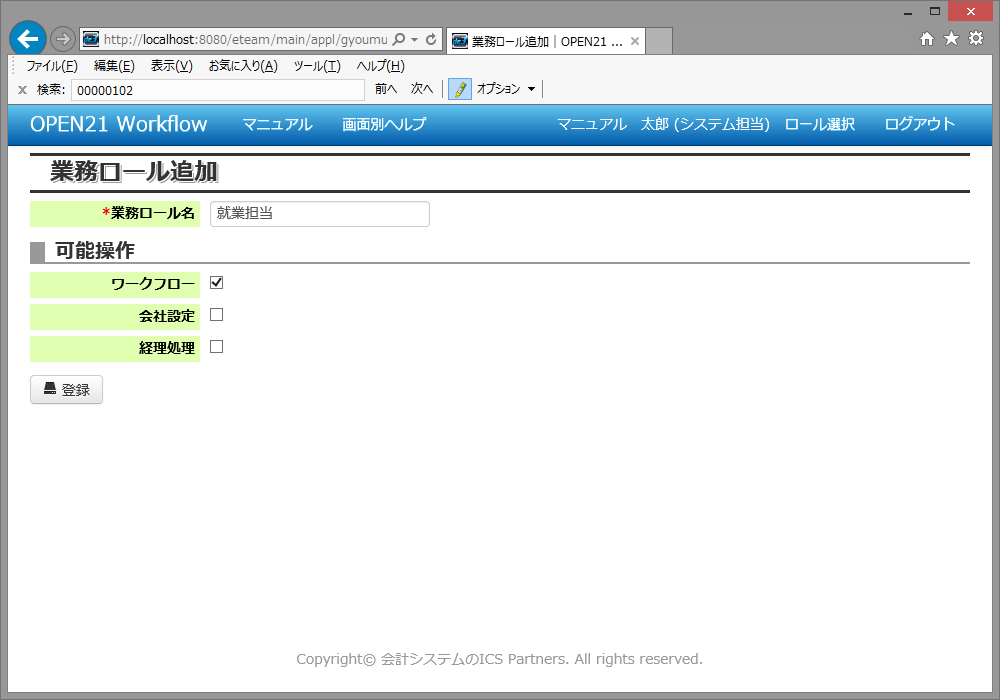 http://localhost:8080/eteam/main/appl/gyoumu
業務ロール追加 | OPEN21 ...
ファイル(F) 編集(E) 表示(V) お気に入り(A) ツール(T) ヘルプ(H)
検索: 00000102 前へ 次へ オプション
OPEN21 Workflow マニュアル 画面別ヘルプ マニュアル 太郎 (システム担当) ロール選択 ログアウト
業務ロール追加
*業務ロール名 就業担当
可能操作
ワークフロー
会社設定
経理処理
登録
Copyright© 会計システムのICS Partners. All rights reserved.